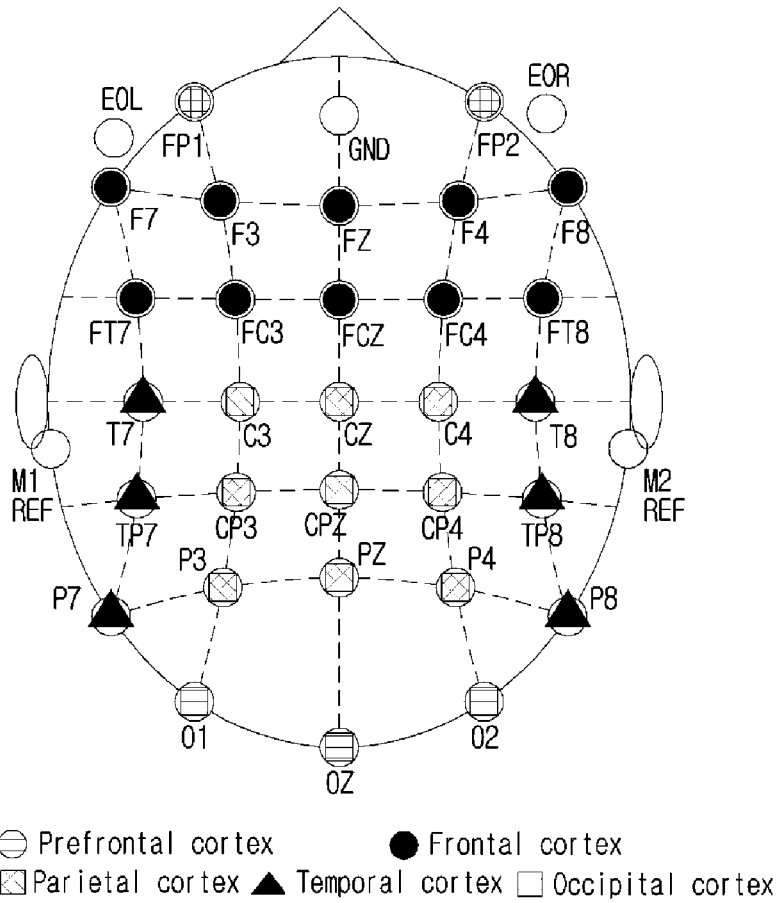 EOL EOR
FP1 GND FP2
F7 F3 FZ F4 F8
FT7 FC3 FCZ FC4 FT8
T7 C3 CZ C4 T8
M1 REF M2 REF
TP7 CP3 CPZ CP4 TP8
P7 P3 PZ P4 P8
O1 O2
OZ
Prefrontal cortex Frontal cortex
Parietal cortex Temporal cortex Occipital cortex